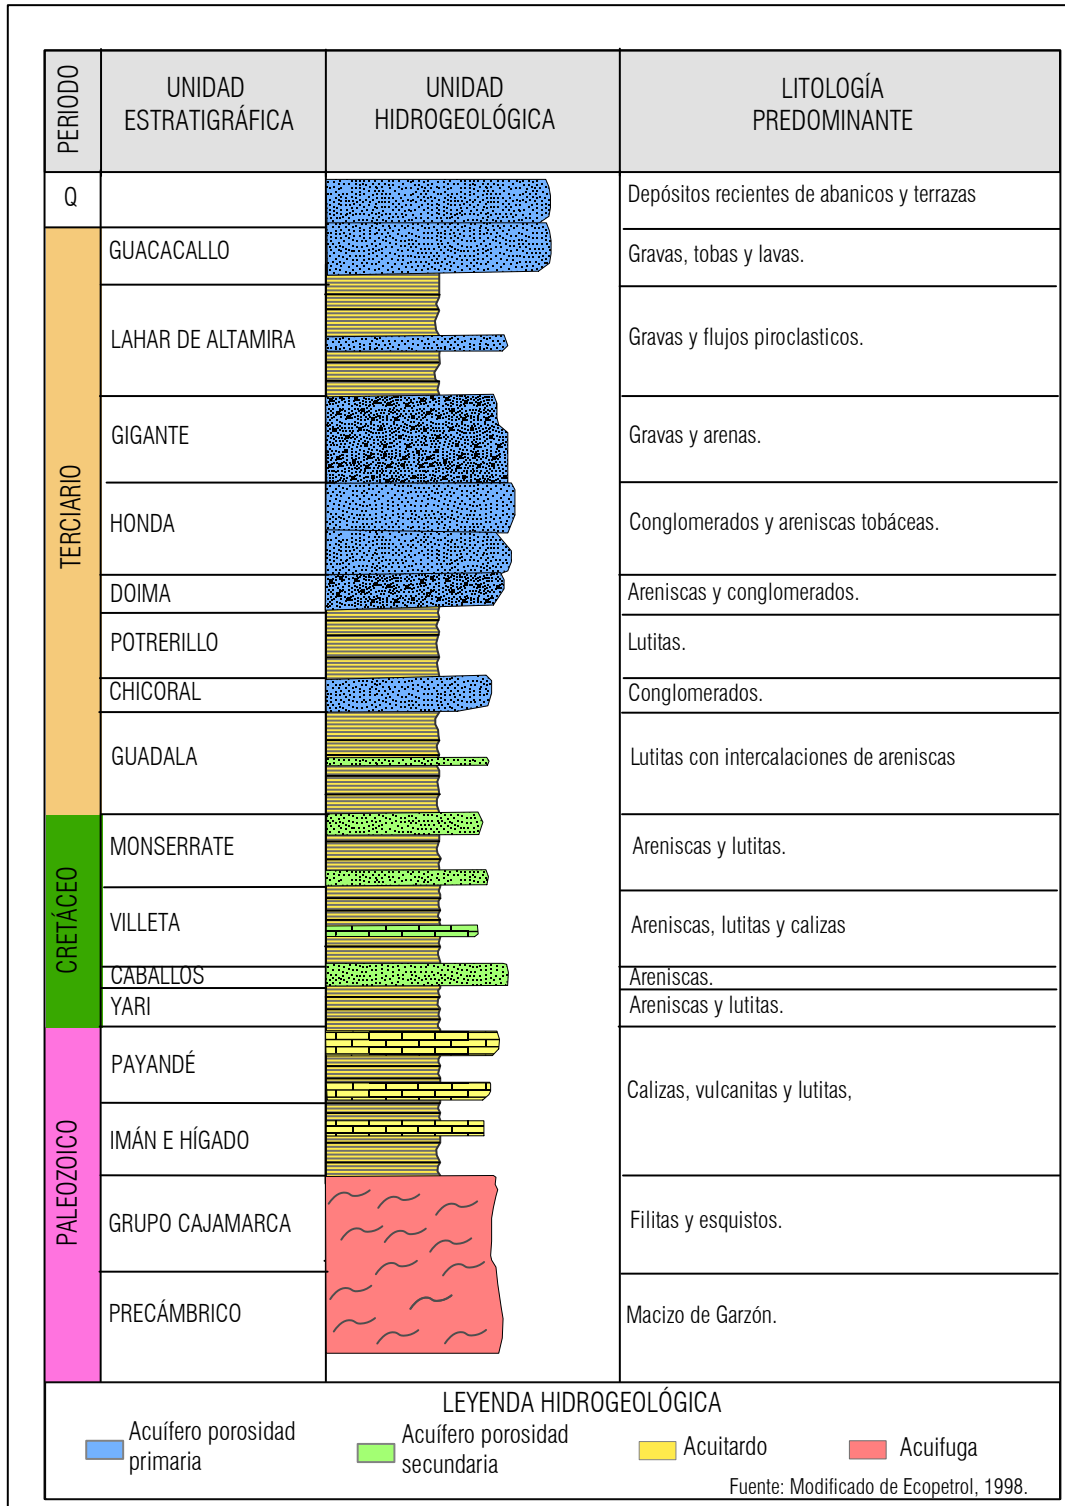 PERIODO
UNIDAD
ESTRATIGRÁFICA
UNIDAD
HIDROGEOLÓGICA
LITOLOGÍA
PREDOMINANTE
Q
Depósitos recientes de abanicos y terrazas
TERCIARIO
GUACACALLO
Gravas, tobas y lavas.
LAHAR DE ALTAMIRA
Gravas y flujos piroclasticos.
GIGANTE
Gravas y arenas.
HONDA
Conglomerados y areniscas tobáceas.
DOIMA
Areniscas y conglomerados.
POTRERILLO
Lutitas.
CHICORAL
Conglomerados.
GUADALA
Lutitas con intercalaciones de areniscas
CRETÁCEO
MONSERRATE
Areniscas y lutitas.
VILLETA
Areniscas, lutitas y calizas
CABALLOS
Areniscas.
YARI
Areniscas y lutitas.
PALEOZOICO
PAYANDÉ
Calizas, vulcanitas y lutitas,
IMÁN E HÍGADO
GRUPO CAJAMARCA
Filitas y esquistos.
PRECÁMBRICO
Macizo de Garzón.
LEYENDA HIDROGEOLÓGICA
Acuífero porosidad
primaria
Acuífero porosidad
secundaria
Acuitardo
Acuifuga
Fuente: Modificado de Ecopetrol, 1998.